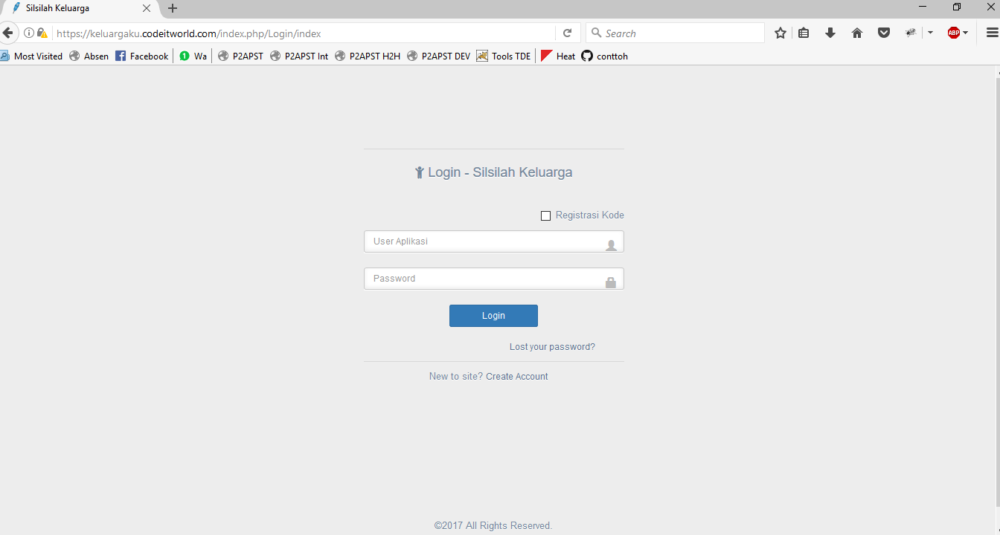 Silsilah Keluarga
https://keluargaku.codeitworld.com/index.php/Login/index
Search
ABP
Most Visited Absen Facebook 1 Wa P2APST P2APST Int P2APST H2H P2APST DEV Tools TDE Heat conttoh
Login - Silsilah Keluarga
Registrasi Kode
User Aplikasi
Password
Login
Lost your password?
New to site? Create Account
©2017 All Rights Reserved.